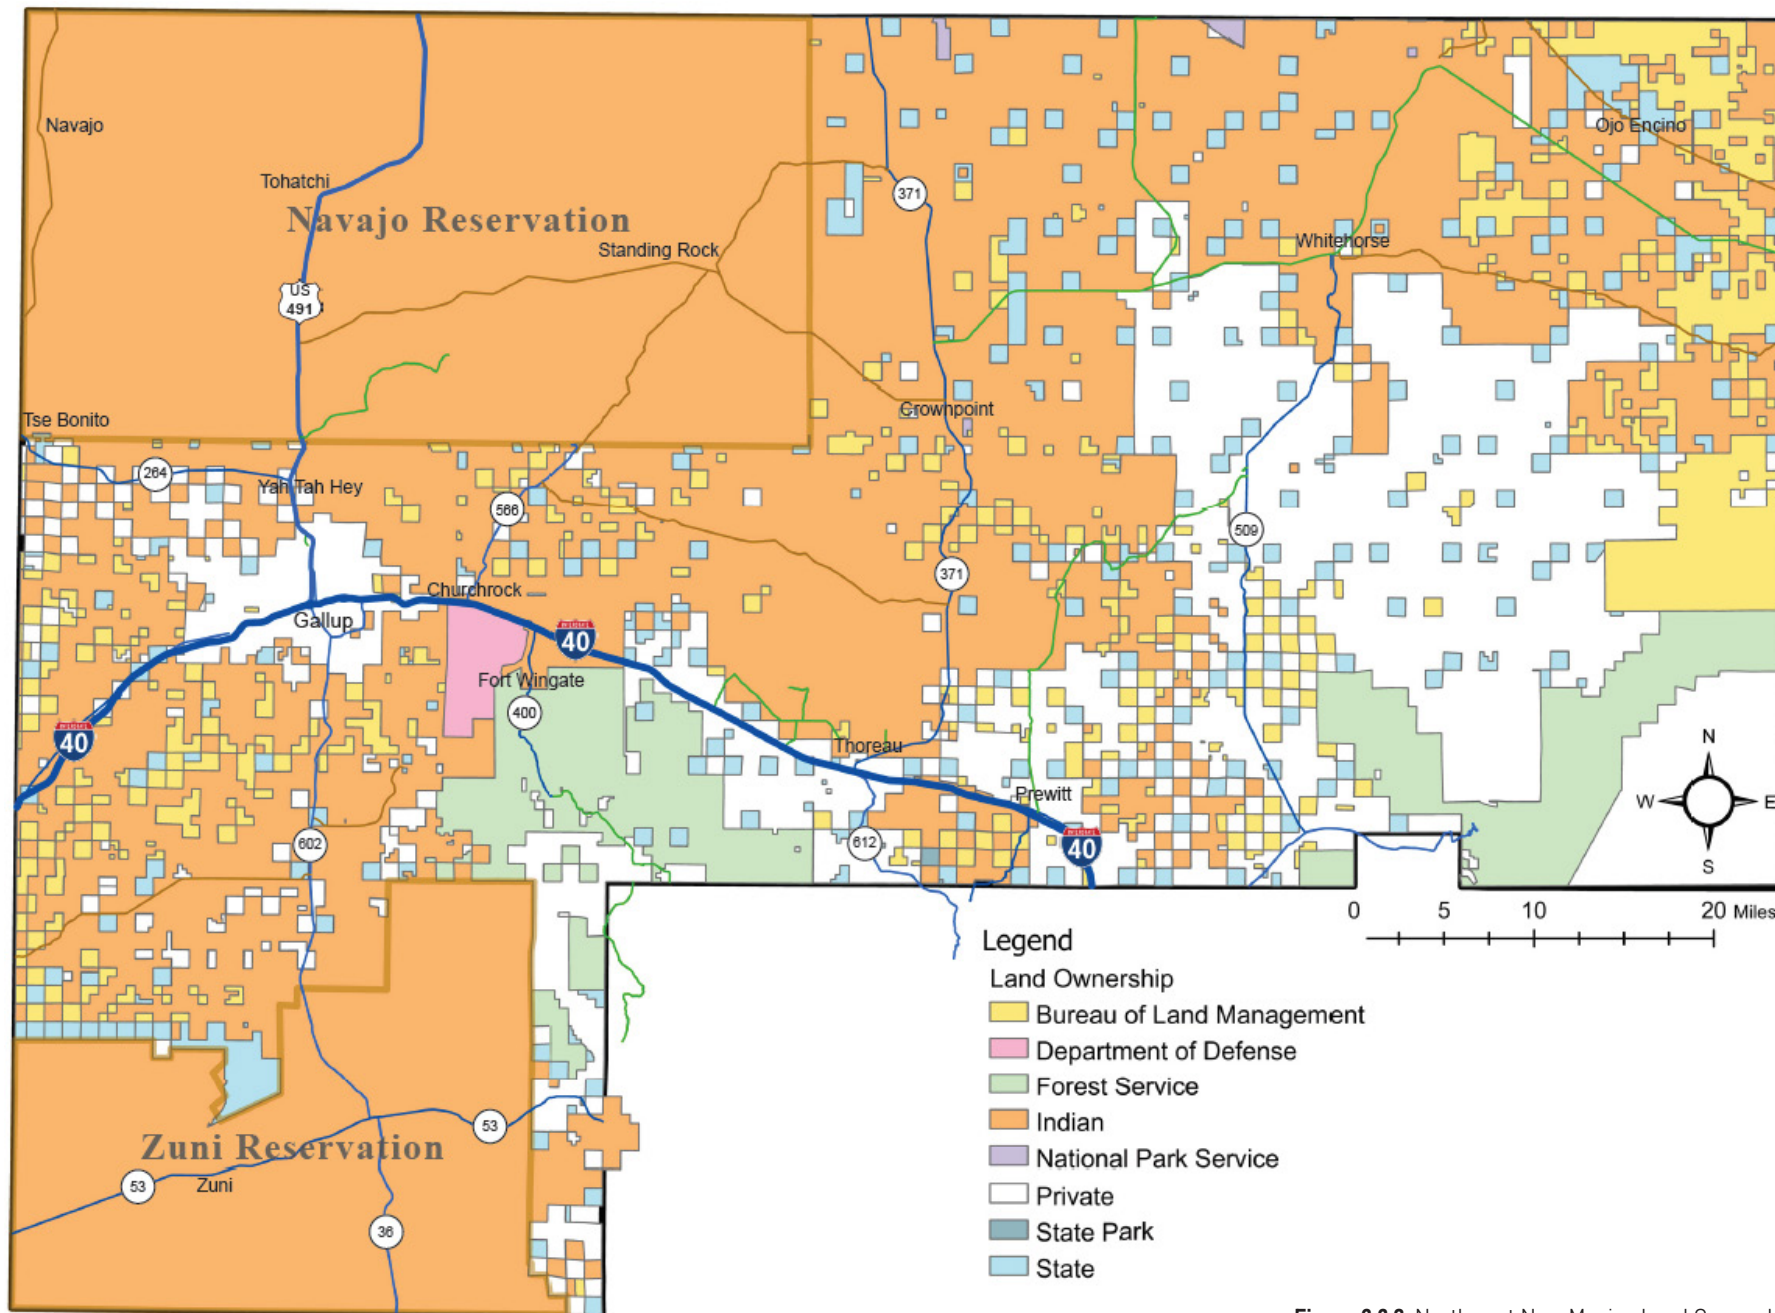 Navajo
Ojo Encino
Tohatchi
371
Navajo Reservation
Standing Rock
Whitehorse
US
491
Crownpoint
Tse Bonito
264
Yah Tah Hey
566
509
371
Churchrock
Gallup
40
Fort Wingate
400
40
Thoreau
Prewitt
602
612
40
N
W
E
S
0 5 10 20 Miles
Legend
Land Ownership
Bureau of Land Management
Department of Defense
Forest Service
Indian
National Park Service
Private
State Park
State
53
Zuni Reservation
53
Zuni
36